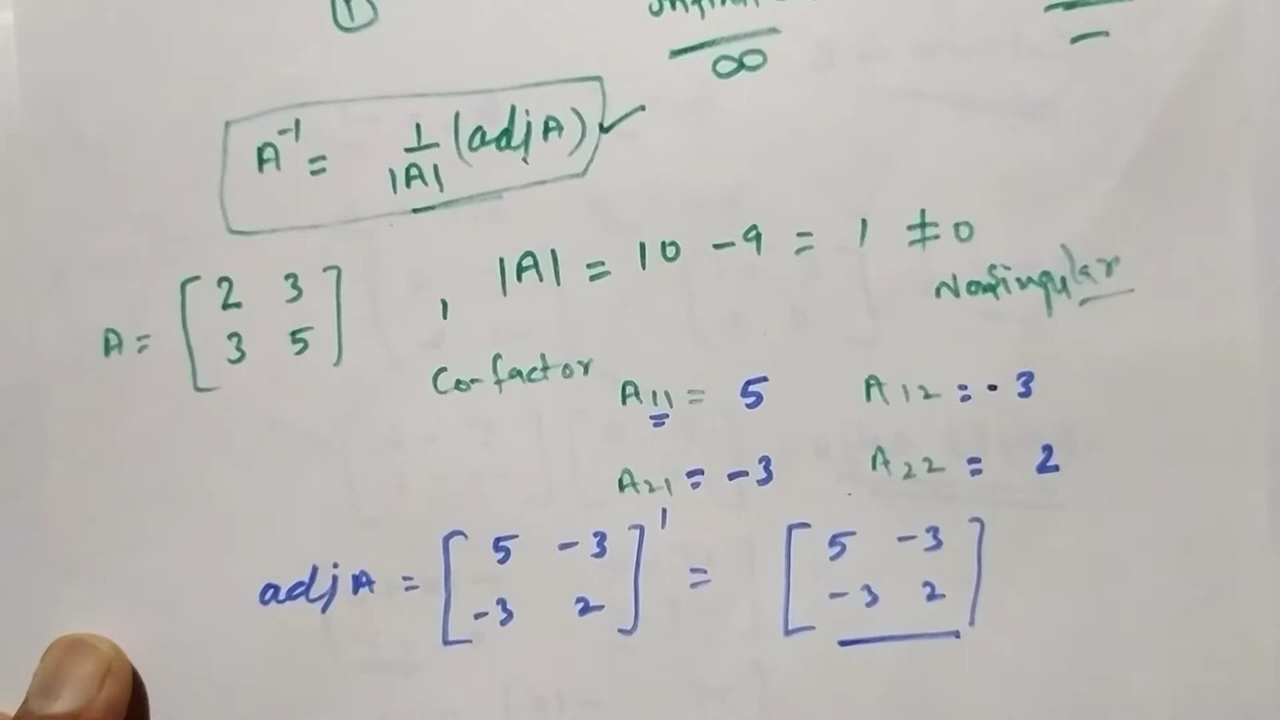 ①
∞
A⁻¹ = 1/|A| (adj A) ✓
A = [2 3; 3 5] , |A| = 10 - 9 = 1 ≠ 0
Nonsingular
Co-factor A11 = 5 A12 = -3
A21 = -3 A22 = 2
adj A = [5 -3; -3 2]' = [5 -3; -3 2]